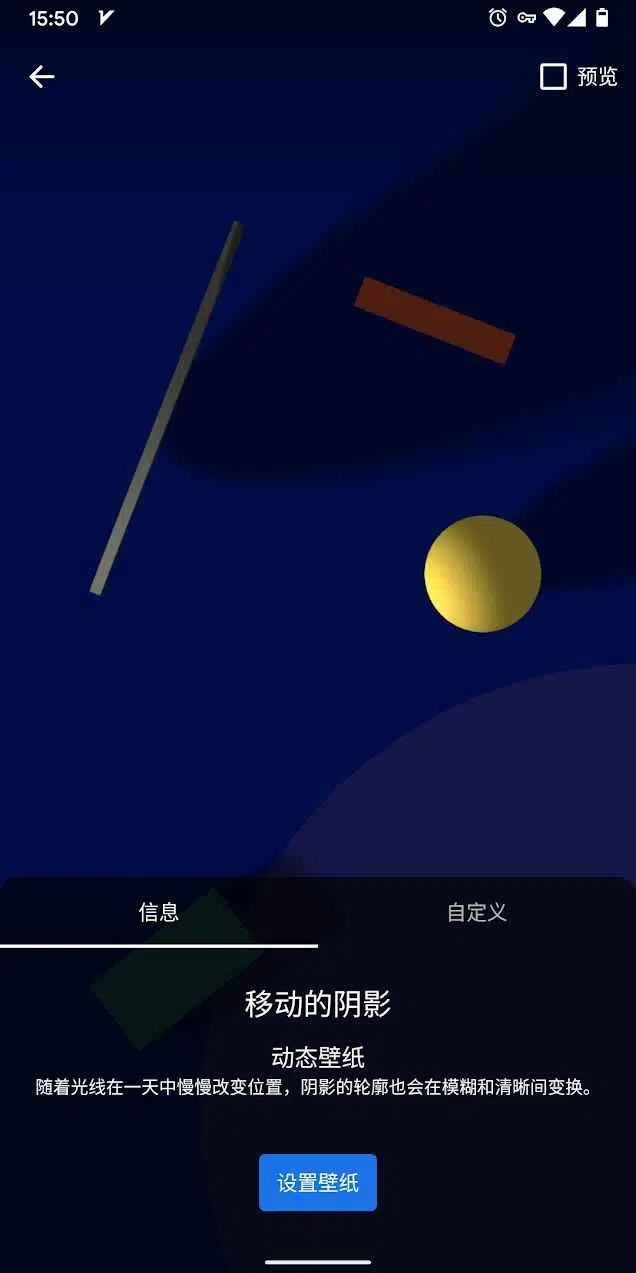 15:50
预览
信息 自定义
移动的阴影
动态壁纸
随着光线在一天中慢慢改变位置，阴影的轮廓也会在模糊和清晰间变换。
设置壁纸